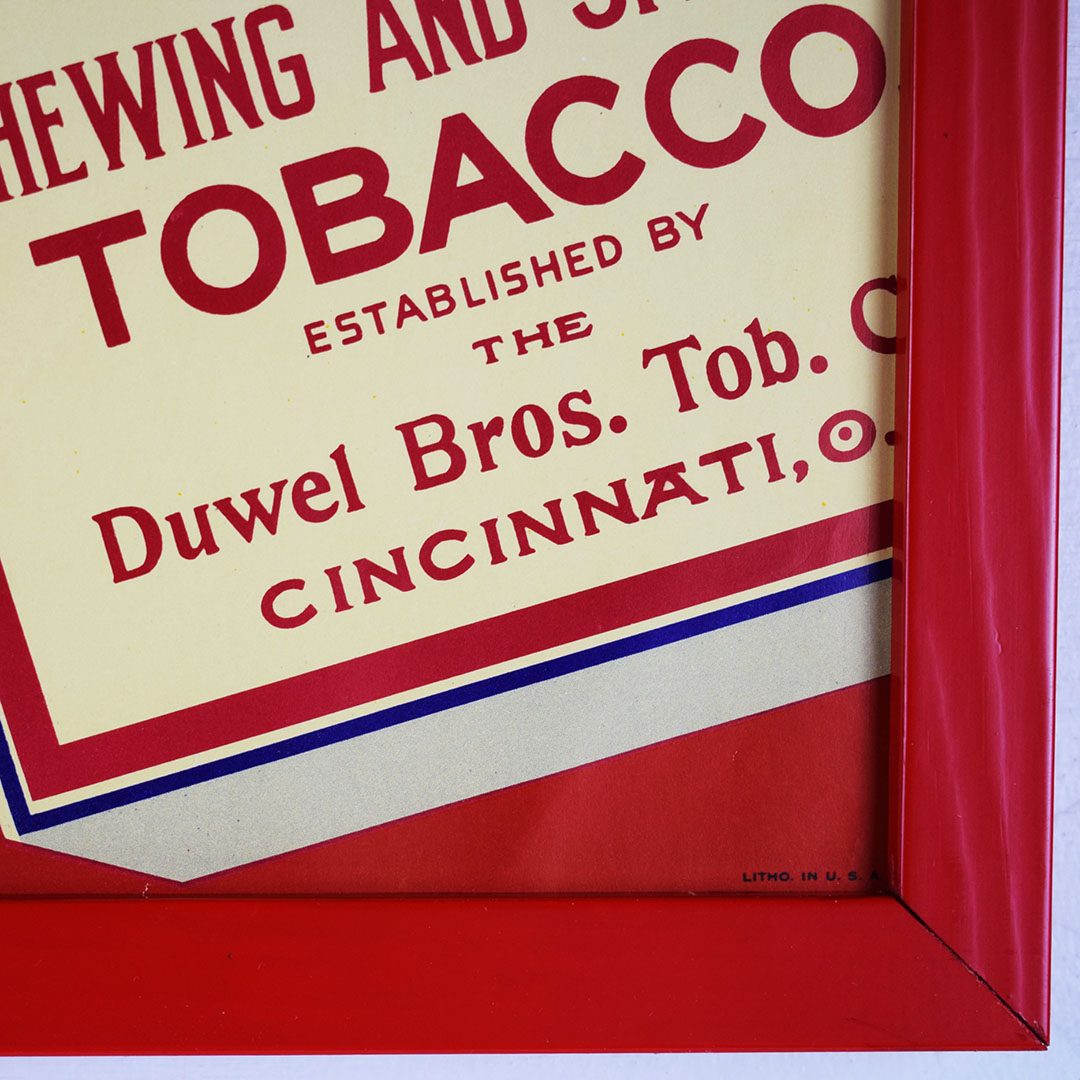 HEWING AND
TOBACCO
ESTABLISHED BY
THE
Duwel Bros. Tob. C
CINCINNATI, O.
LITHO. IN U. S. A.